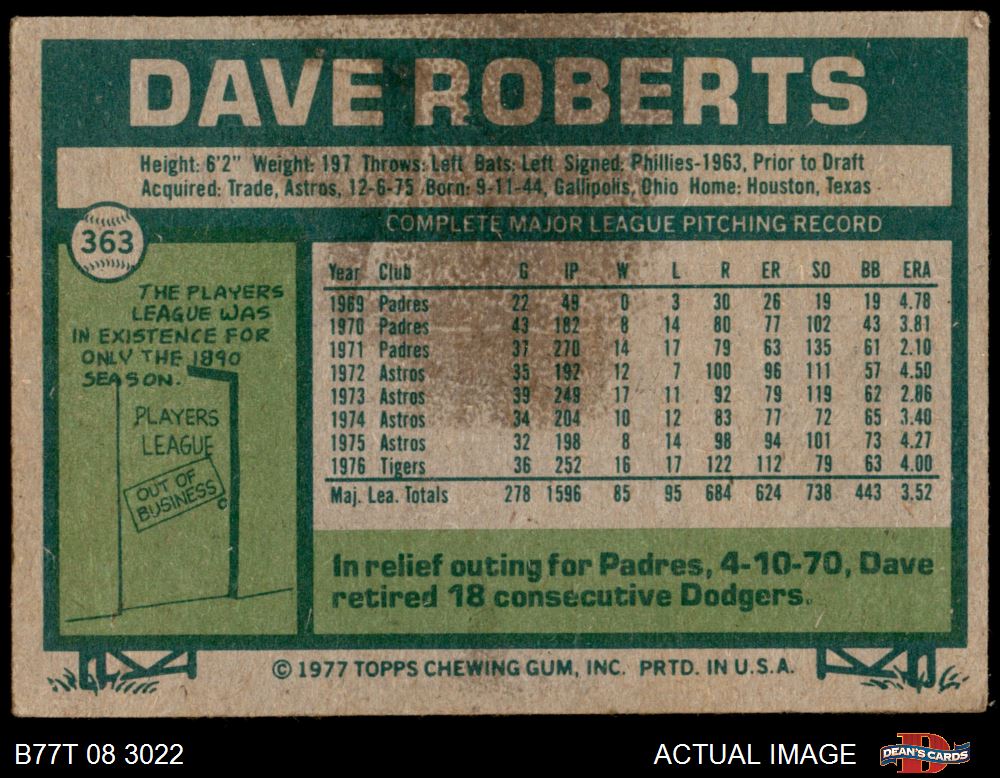 DAVE ROBERTS
Height: 6'2" Weight: 197 Throws: Left Bats: Left Signed: Phillies-1963, Prior to Draft
Acquired: Trade, Astros, 12-6-75 Born: 9-11-44, Gallipolis, Ohio Home: Houston, Texas
363
COMPLETE MAJOR LEAGUE PITCHING RECORD
THE PLAYERS
LEAGUE WAS
IN EXISTENCE FOR
ONLY THE 1890
SEASON.
PLAYERS
LEAGUE
OUT OF
BUSINESS
Year Club G IP W L R ER SO BB ERA
1969 Padres 22 49 0 3 30 26 19 19 4.78
1970 Padres 43 182 8 14 80 77 102 43 3.81
1971 Padres 37 270 14 17 79 63 135 61 2.10
1972 Astros 35 192 12 7 100 96 111 57 4.50
1973 Astros 39 249 17 11 92 79 119 62 2.86
1974 Astros 34 204 10 12 83 77 72 65 3.40
1975 Astros 32 198 8 14 98 94 101 73 4.27
1976 Tigers 36 252 16 17 122 112 79 63 4.00
Maj. Lea. Totals 278 1596 85 95 684 624 738 443 3.52
In relief outing for Padres, 4-10-70, Dave
retired 18 consecutive Dodgers.
© 1977 TOPPS CHEWING GUM, INC. PRTD. IN U.S.A.
B77T 08 3022
ACTUAL IMAGE
D
DEAN'S CARDS